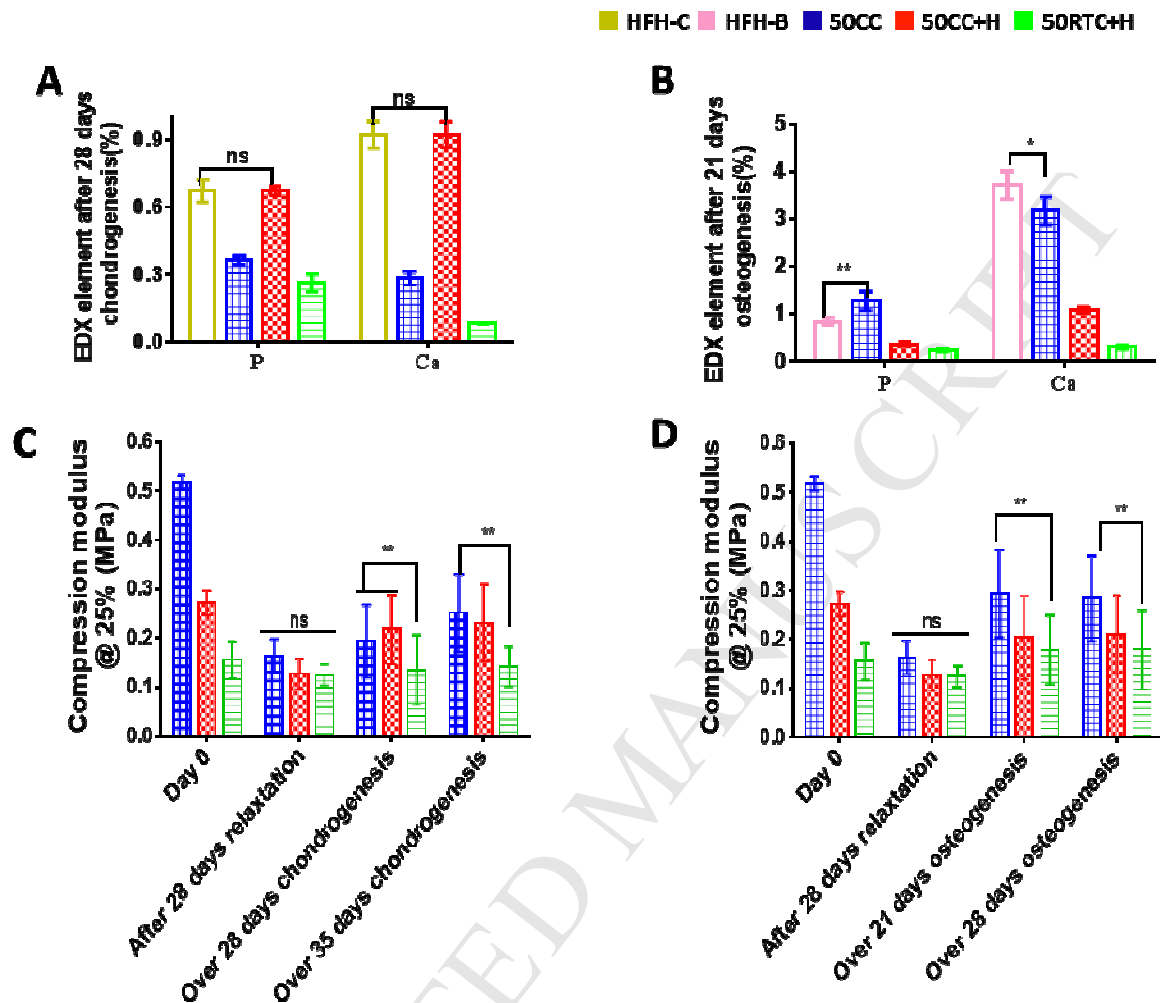 HFH-C HFH-B 50CC 50CC+H 50RTC+H
A
EDX element after 28 days
chondrogenesis(%)
0.9
0.6
0.3
0.0
ns
ns
P
Ca
B
EDX element after 21 days
osteogenesis(%)
5
4
3
2
1
0
**
*
P
Ca
C
Compression modulus
@ 25% (MPa)
0.6
0.5
0.4
0.3
0.2
0.1
0.0
ns
**
**
Day 0
After 28 days relaxtation
Over 28 days chondrogenesis
Over 35 days chondrogenesis
D
Compression modulus
@ 25% (MPa)
0.6
0.5
0.4
0.3
0.2
0.1
0.0
ns
**
**
Day 0
After 28 days relaxtation
Over 21 days osteogenesis
Over 28 days osteogenesis
TED MANUSCRIPT